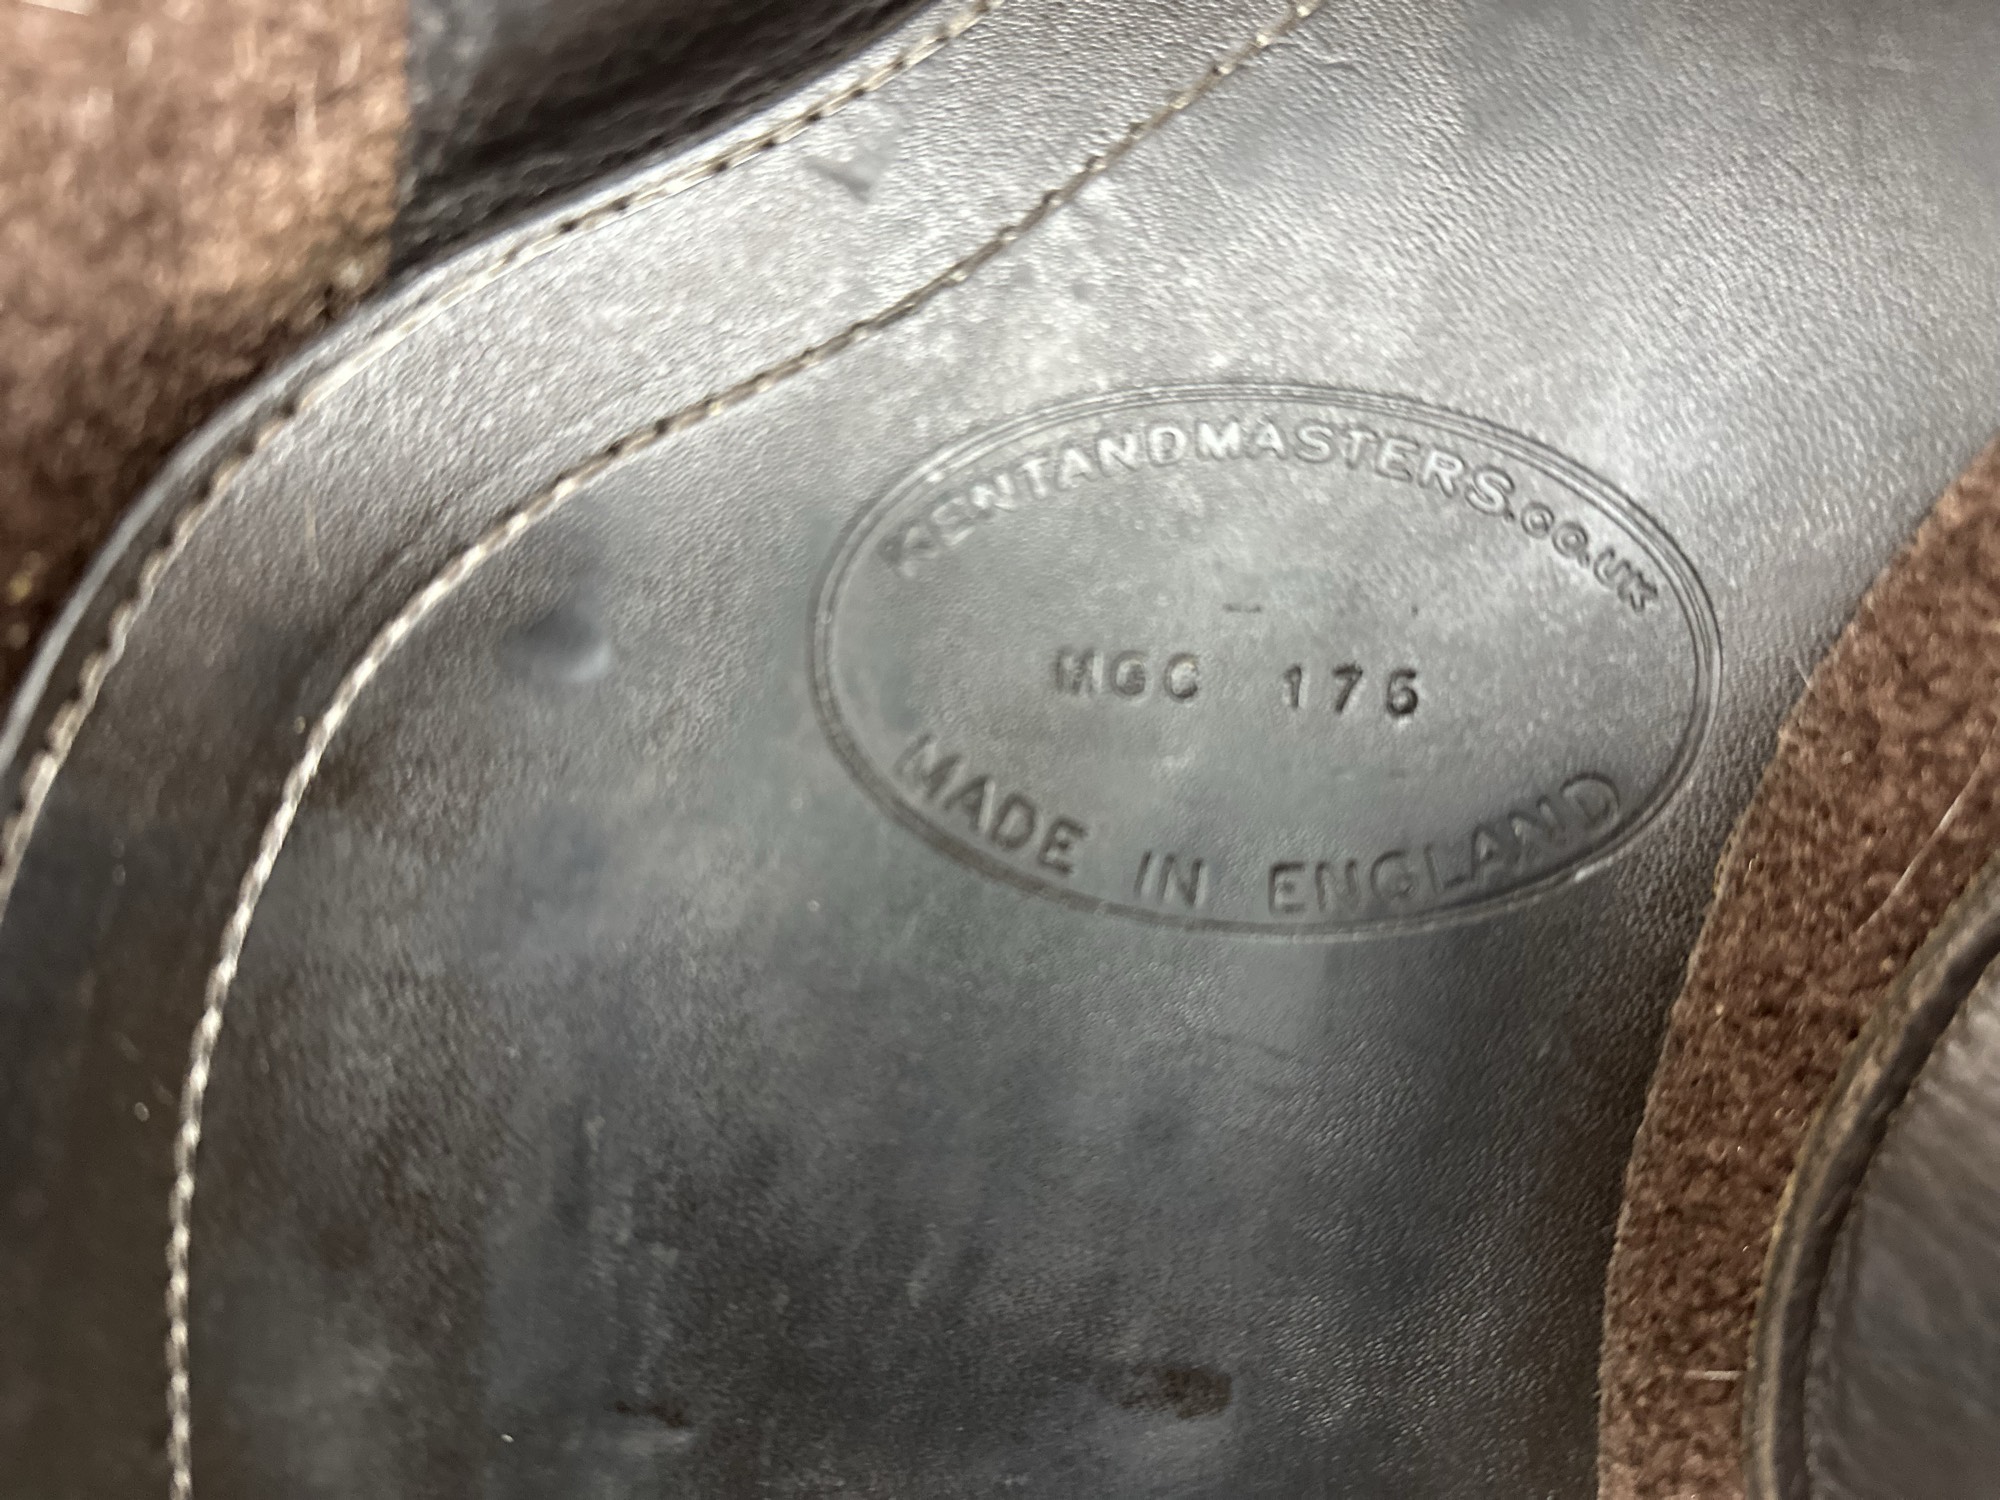 KENTANDMASTERS.CO.UK
MGC 175
MADE IN ENGLAND